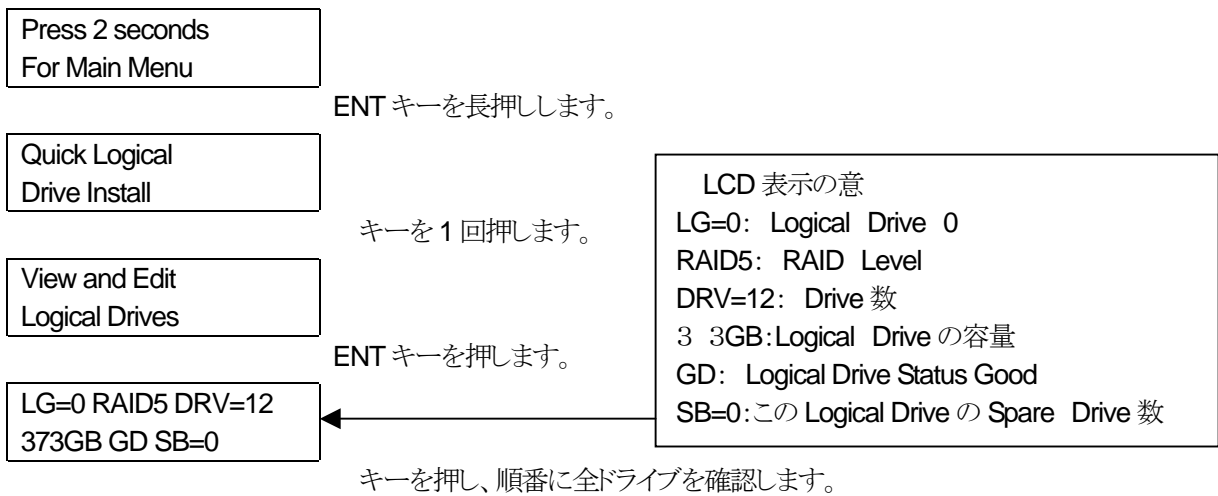 Press 2 seconds
For Main Menu
ENT キーを長押しします。
Quick Logical
Drive Install
キーを 1 回押します。
View and Edit
Logical Drives
ENT キーを押します。
LG=0 RAID5 DRV=12
373GB GD SB=0
LCD 表示の意
LG=0: Logical Drive 0
RAID5: RAID Level
DRV=12: Drive 数
3 3GB:Logical Drive の容量
GD: Logical Drive Status Good
SB=0:この Logical Drive の Spare Drive 数
キーを押し、順番に全ドライブを確認します。